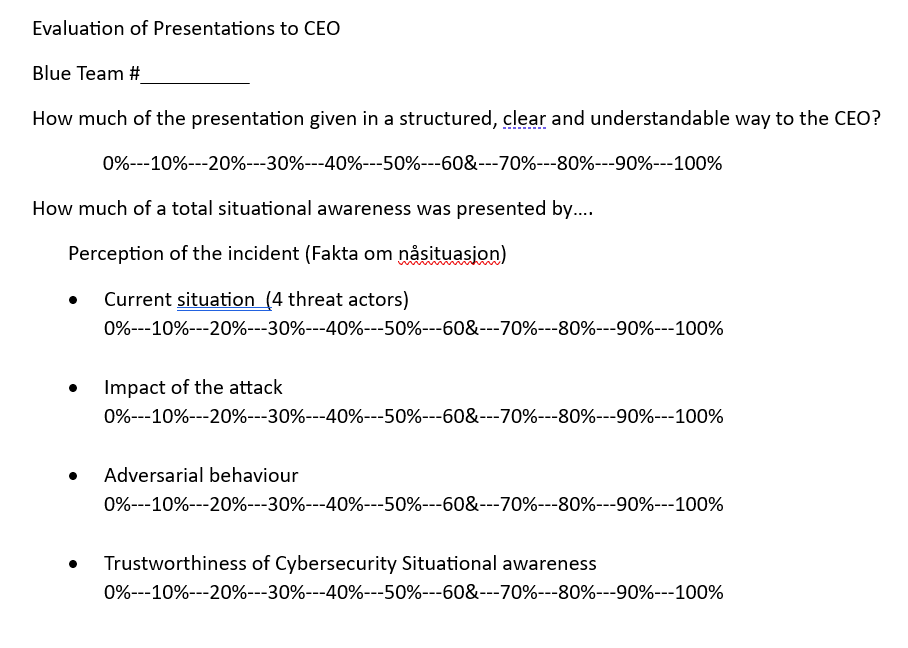 Evaluation of Presentations to CEO
Blue Team #__________
How much of the presentation given in a structured, clear and understandable way to the CEO?
0%---10%---20%---30%---40%---50%---60&---70%---80%---90%---100%
How much of a total situational awareness was presented by….
Perception of the incident (Fakta om nåsituasjon)
• Current situation (4 threat actors)
0%---10%---20%---30%---40%---50%---60&---70%---80%---90%---100%
• Impact of the attack
0%---10%---20%---30%---40%---50%---60&---70%---80%---90%---100%
• Adversarial behaviour
0%---10%---20%---30%---40%---50%---60&---70%---80%---90%---100%
• Trustworthiness of Cybersecurity Situational awareness
0%---10%---20%---30%---40%---50%---60&---70%---80%---90%---100%